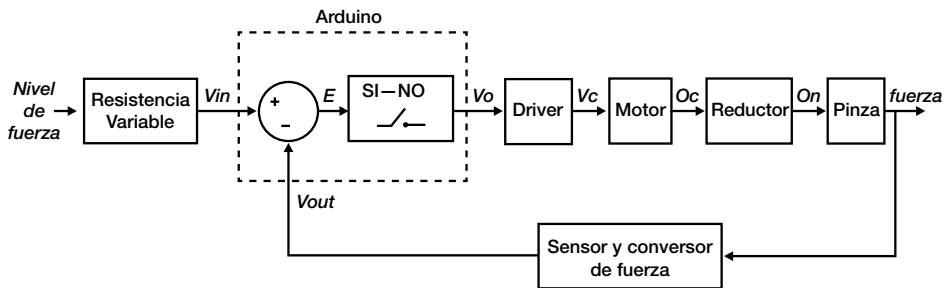 Arduino
Nivel
de
fuerza
Resistencia
Variable
Vin
+
−
E
SI—NO
Vo
Driver
Vc
Motor
Oc
Reductor
On
Pinza
fuerza
Vout
Sensor y conversor
de fuerza